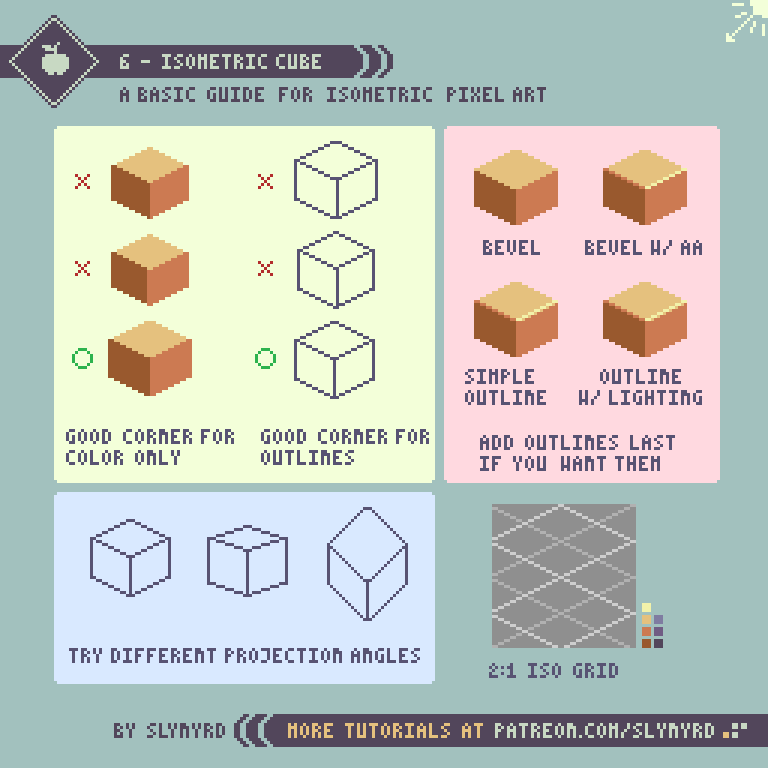 6 - ISOMETRIC CUBE
A BASIC GUIDE FOR ISOMETRIC PIXEL ART
GOOD CORNER FOR
COLOR ONLY
GOOD CORNER FOR
OUTLINES
BEVEL
BEVEL W/ AA
SIMPLE
OUTLINE
OUTLINE
W/ LIGHTING
ADD OUTLINES LAST
IF YOU WANT THEM
TRY DIFFERENT PROJECTION ANGLES
2:1 ISO GRID
BY SLYNYRD
MORE TUTORIALS AT PATREON.COM/SLYNYRD